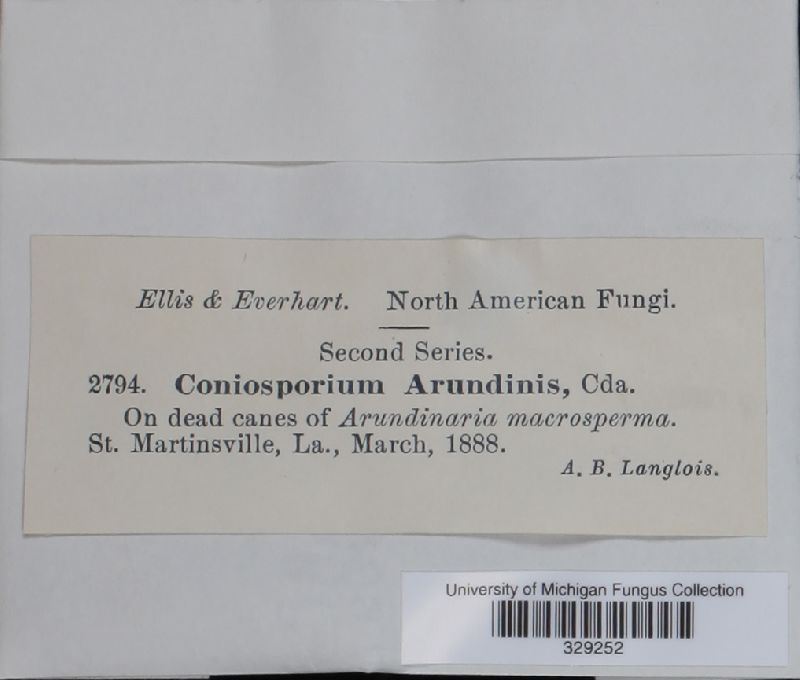 Ellis & Everhart. North American Fungi.
Second Series.
2794. Coniosporium Arundinis, Cda.
On dead canes of Arundinaria macrosperma.
St. Martinsville, La., March, 1888.
A. B. Langlois.
University of Michigan Fungus Collection
329252